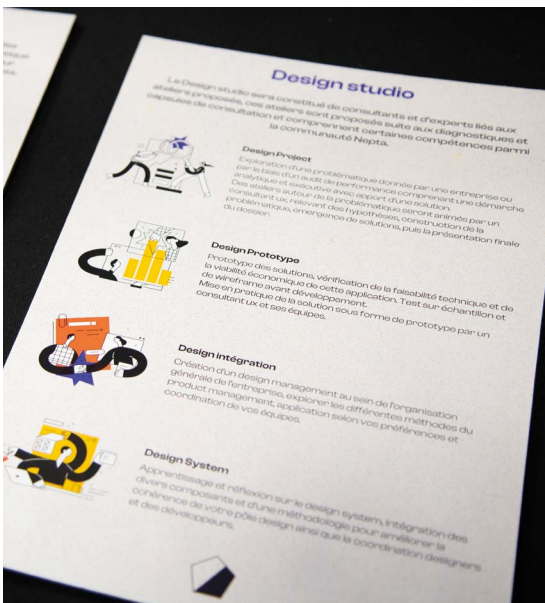 Design studio
Le Design studio sera constitué de consultants et d'experts liés aux
ateliers proposés, ces ateliers sont proposés suite aux diagnostiques et
capsules de consultation et comprennent certaines compétences parmi
la communauté Nepta.
Design Project
Exploration d'une problématique donnée par une entreprise ou
par le biais d'un audit de performance comprenant une démarche
analytique et exécutive avec apport d'une solution.
Des ateliers autour de la problématique seront animés par un
consultant ux, relevant des hypothèses, construction de la
problématique, émergence de solutions, puis la présentation finale
du dossier.
Design Prototype
Prototype des solutions, vérification de la faisabilité technique et de
la viabilité économique de cette application. Test sur échantillon et
de wireframe avant développement.
Mise en pratique de la solution sous forme de prototype par un
consultant ux et ses équipes.
Design intégration
Création d'un design management au sein de l'organisation
générale de l'entreprise, explorer les différentes méthodes du
product management, application selon vos préférences et
coordination de vos équipes.
Design System
Apprentissage et réflexion sur le design system, intégration des
divers composants et d'une méthodologie pour améliorer la
cohérence de votre pôle design ainsi que la coordination designers
et des développeurs.